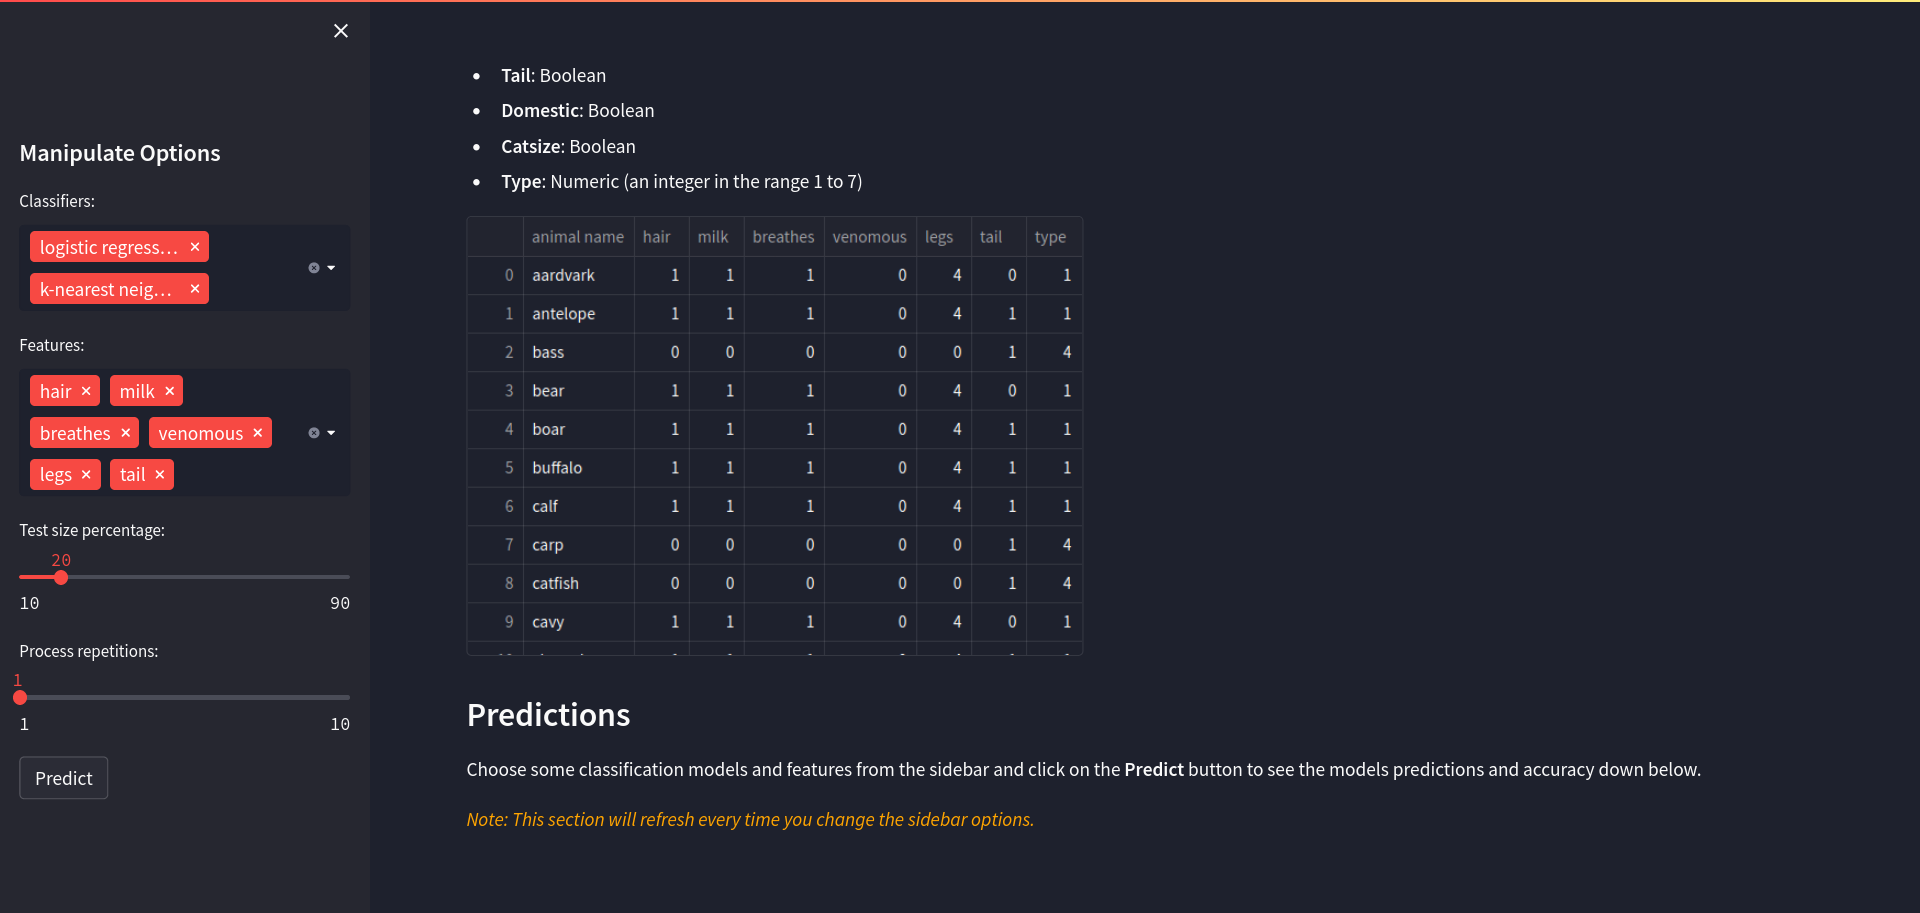 Manipulate Options
Classifiers:
logistic regress...
k-nearest neig...
Features:
hair milk
breathes venomous
legs tail
Test size percentage:
20
10 90
Process repetitions:
1
1 10
Predict
Tail: Boolean
Domestic: Boolean
Catsize: Boolean
Type: Numeric (an integer in the range 1 to 7)
animal name hair milk breathes venomous legs tail type
0 aardvark 1 1 1 0 4 0 1
1 antelope 1 1 1 0 4 1 1
2 bass 0 0 0 0 0 1 4
3 bear 1 1 1 0 4 0 1
4 boar 1 1 1 0 4 1 1
5 buffalo 1 1 1 0 4 1 1
6 calf 1 1 1 0 4 1 1
7 carp 0 0 0 0 0 1 4
8 catfish 0 0 0 0 0 1 4
9 cavy 1 1 1 0 4 0 1
Predictions
Choose some classification models and features from the sidebar and click on the Predict button to see the models predictions and accuracy down below.
Note: This section will refresh every time you change the sidebar options.